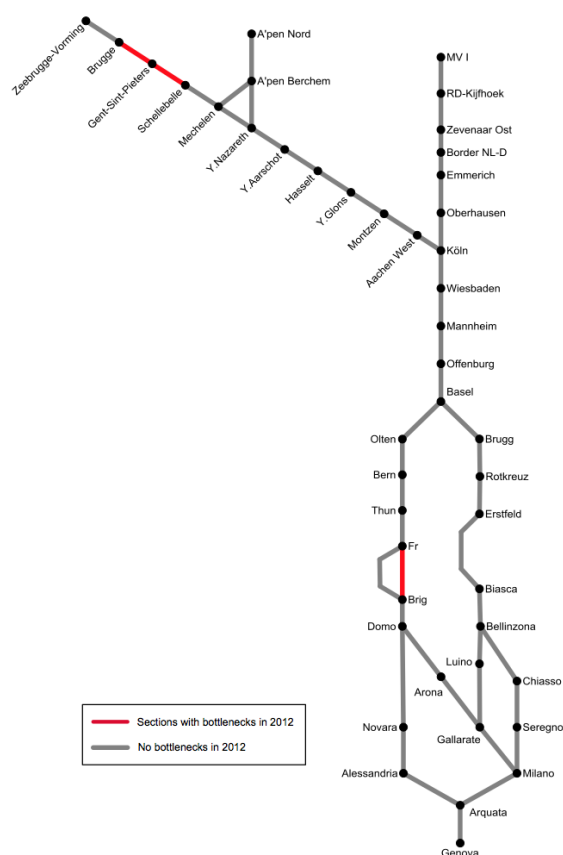 Zeebrugge-Vorming
Brugge
Gent-Sint-Pieters
Schellebelle
Mechelen
A'pen Nord
A'pen Berchem
Y.Nazareth
Y.Aarschot
Hasselt
Y.Glons
Montzen
Aachen West
MV I
RD-Kijfhoek
Zevenaar Ost
Border NL-D
Emmerich
Oberhausen
Köln
Wiesbaden
Mannheim
Offenburg
Basel
Olten
Brugg
Bern
Rotkreuz
Thun
Erstfeld
Fr
Brig
Biasca
Domo
Bellinzona
Luino
Arona
Chiasso
Novara
Gallarate
Seregno
Alessandria
Milano
Arquata
Genova
Sections with bottlenecks in 2012
No bottlenecks in 2012